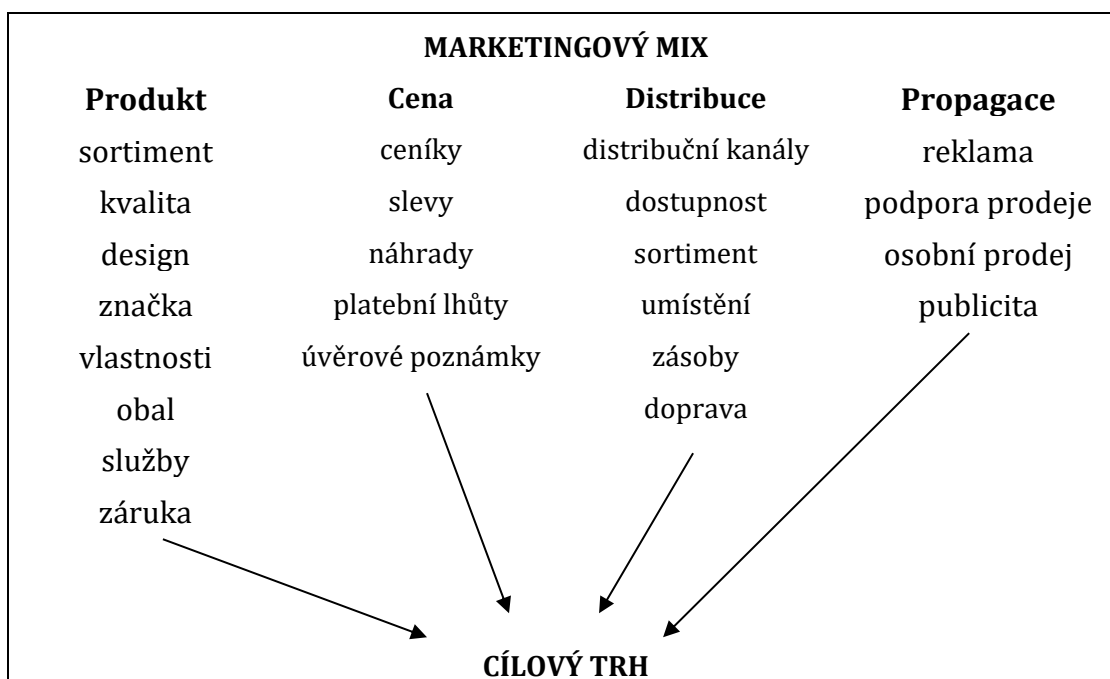 MARKETINGOVÝ MIX
Produkt Cena Distribuce Propagace
sortiment ceníky distribuční kanály reklama
kvalita slevy dostupnost podpora prodeje
design náhrady sortiment osobní prodej
značka platební lhůty umístění publicita
vlastnosti úvěrové poznámky zásoby
obal doprava
služby
záruka
CÍLOVÝ TRH